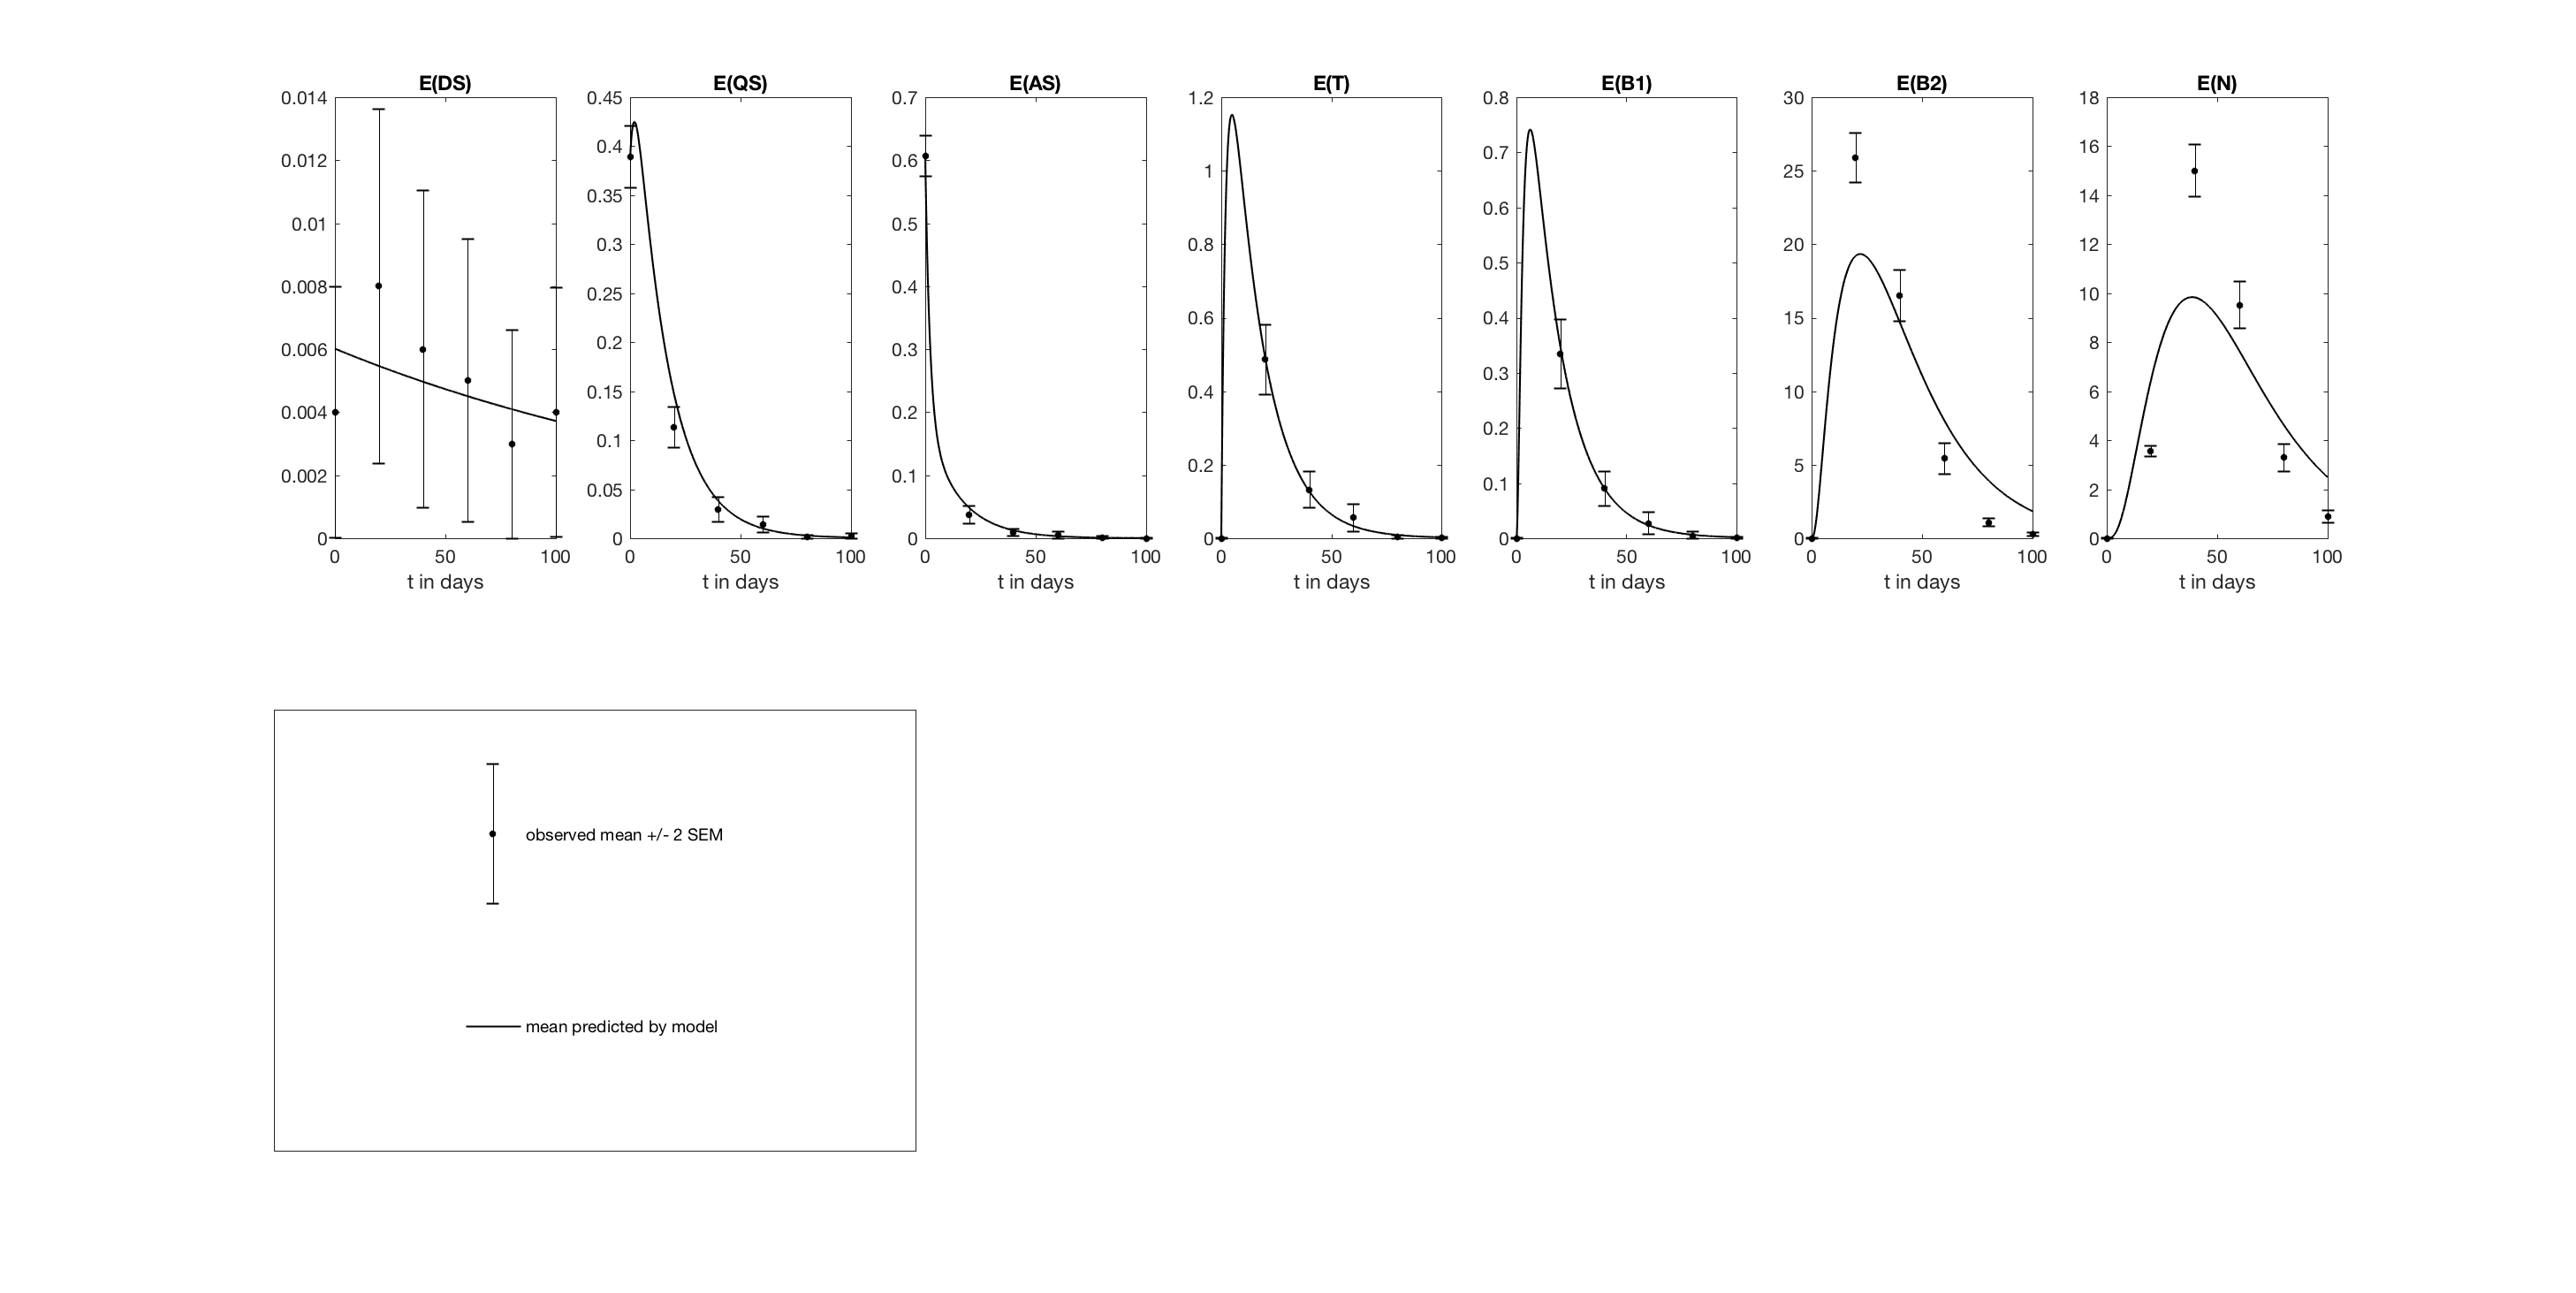 E(DS) E(QS) E(AS) E(T) E(B1) E(B2) E(N)
0.014 0.45 0.7 1.2 0.8 30 18
0.012 0.4 0.6 1 0.7 25 16
0.01 0.35 0.5 0.8 0.6 20 14
0.008 0.3 0.4 0.6 0.5 15 12
0.006 0.25 0.3 0.4 0.4 10 10
0.004 0.2 0.2 0.2 0.3 5 8
0.002 0.15 0.1 0 0.2 0 6
0 0.1 0 0.1 4
0.05 0 2
0 0
0 50 100 0 50 100 0 50 100 0 50 100 0 50 100 0 50 100 0 50 100
t in days t in days t in days t in days t in days t in days t in days
observed mean +/- 2 SEM
mean predicted by model